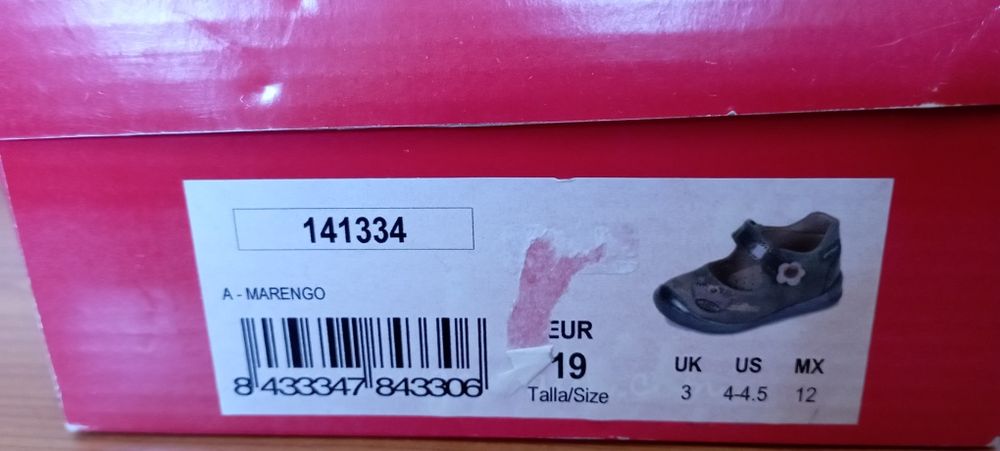 141334
A - MARENGO
8 433347 843306
EUR
19
Talla/Size
UK US MX
3 4-4.5 12